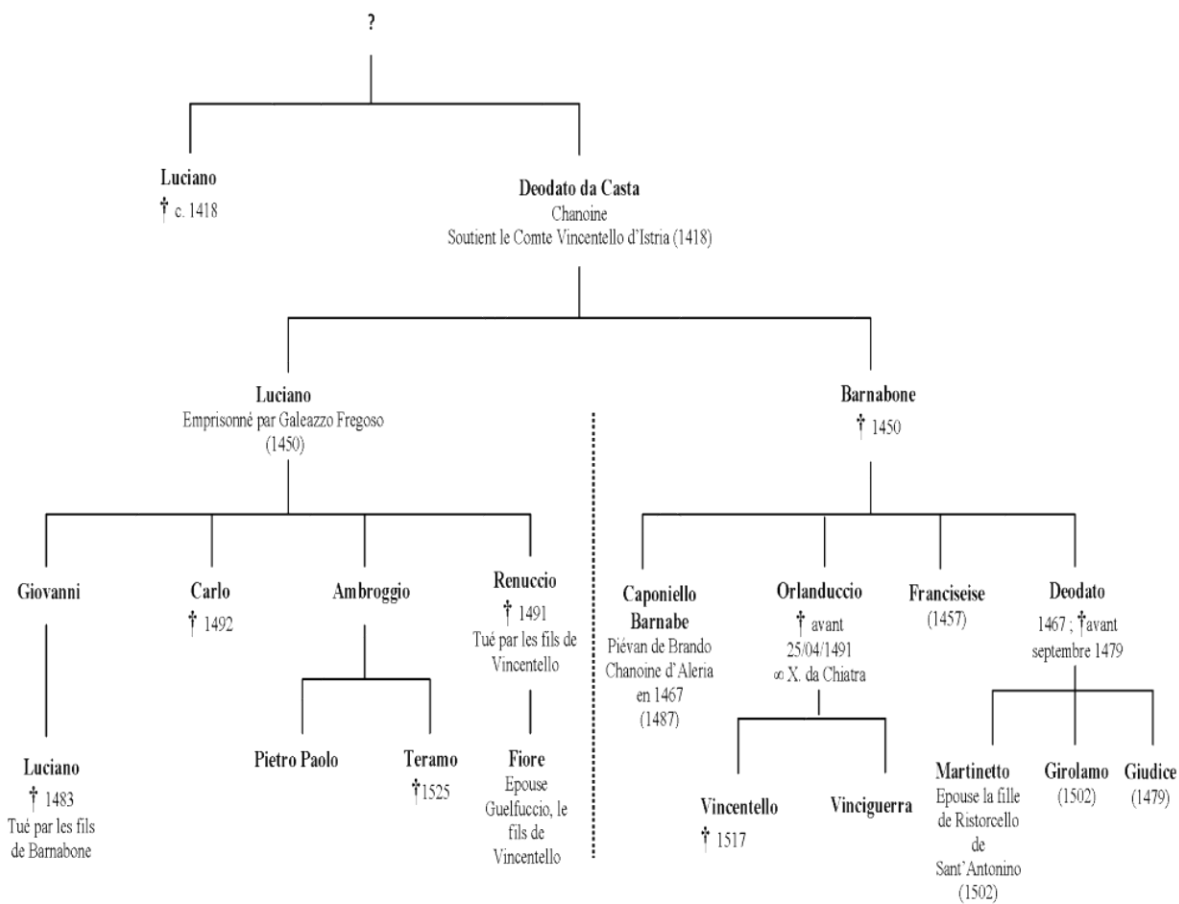 ?
Luciano
† c. 1418
Deodato da Casta
Chanoine
Soutient le Comte Vincentello d'Istria (1418)
Luciano
Emprisonné par Galeazzo Fregoso
(1450)
Barnabone
† 1450
Giovanni
Carlo
† 1492
Ambroggio
Renuccio
† 1491
Tué par les fils de
Vincentello
Caponiello
Barnabe
Piévan de Brando
Chanoine d'Aleria
en 1467
(1487)
Orlanduccio
† avant
25/04/1491
∞ X. da Chiatra
Franciseise
(1457)
Deodato
1467 ; †avant
septembre 1479
Luciano
† 1483
Tué par les fils
de Barnabone
Pietro Paolo
Teramo
†1525
Fiore
Epouse
Guelfuccio, le
fils de
Vincentello
Vincentello
† 1517
Vinciguerra
Martinetto
Epouse la fille
de Ristorcello
de
Sant'Antonino
(1502)
Girolamo
(1502)
Giudice
(1479)